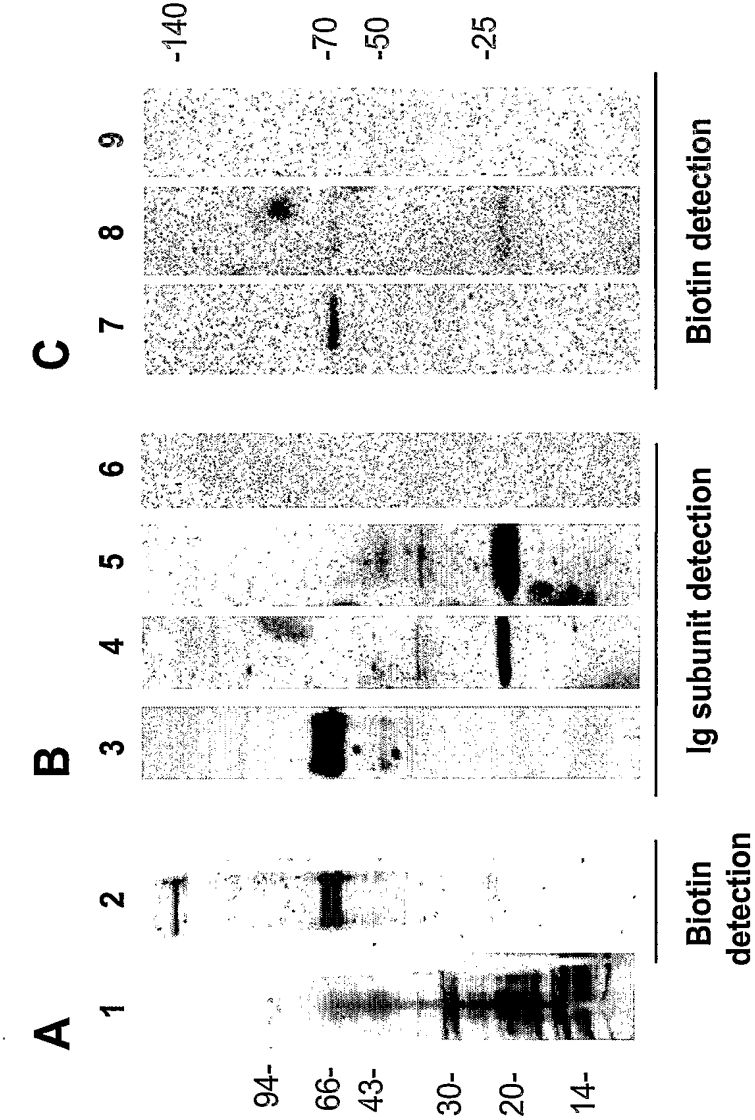 A
B
C
1
2
3
4
5
6
7
8
9
94-
66-
43-
30-
20-
14-
-140
-70
-50
-25
Biotin
detection
Ig subunit detection
Biotin detection